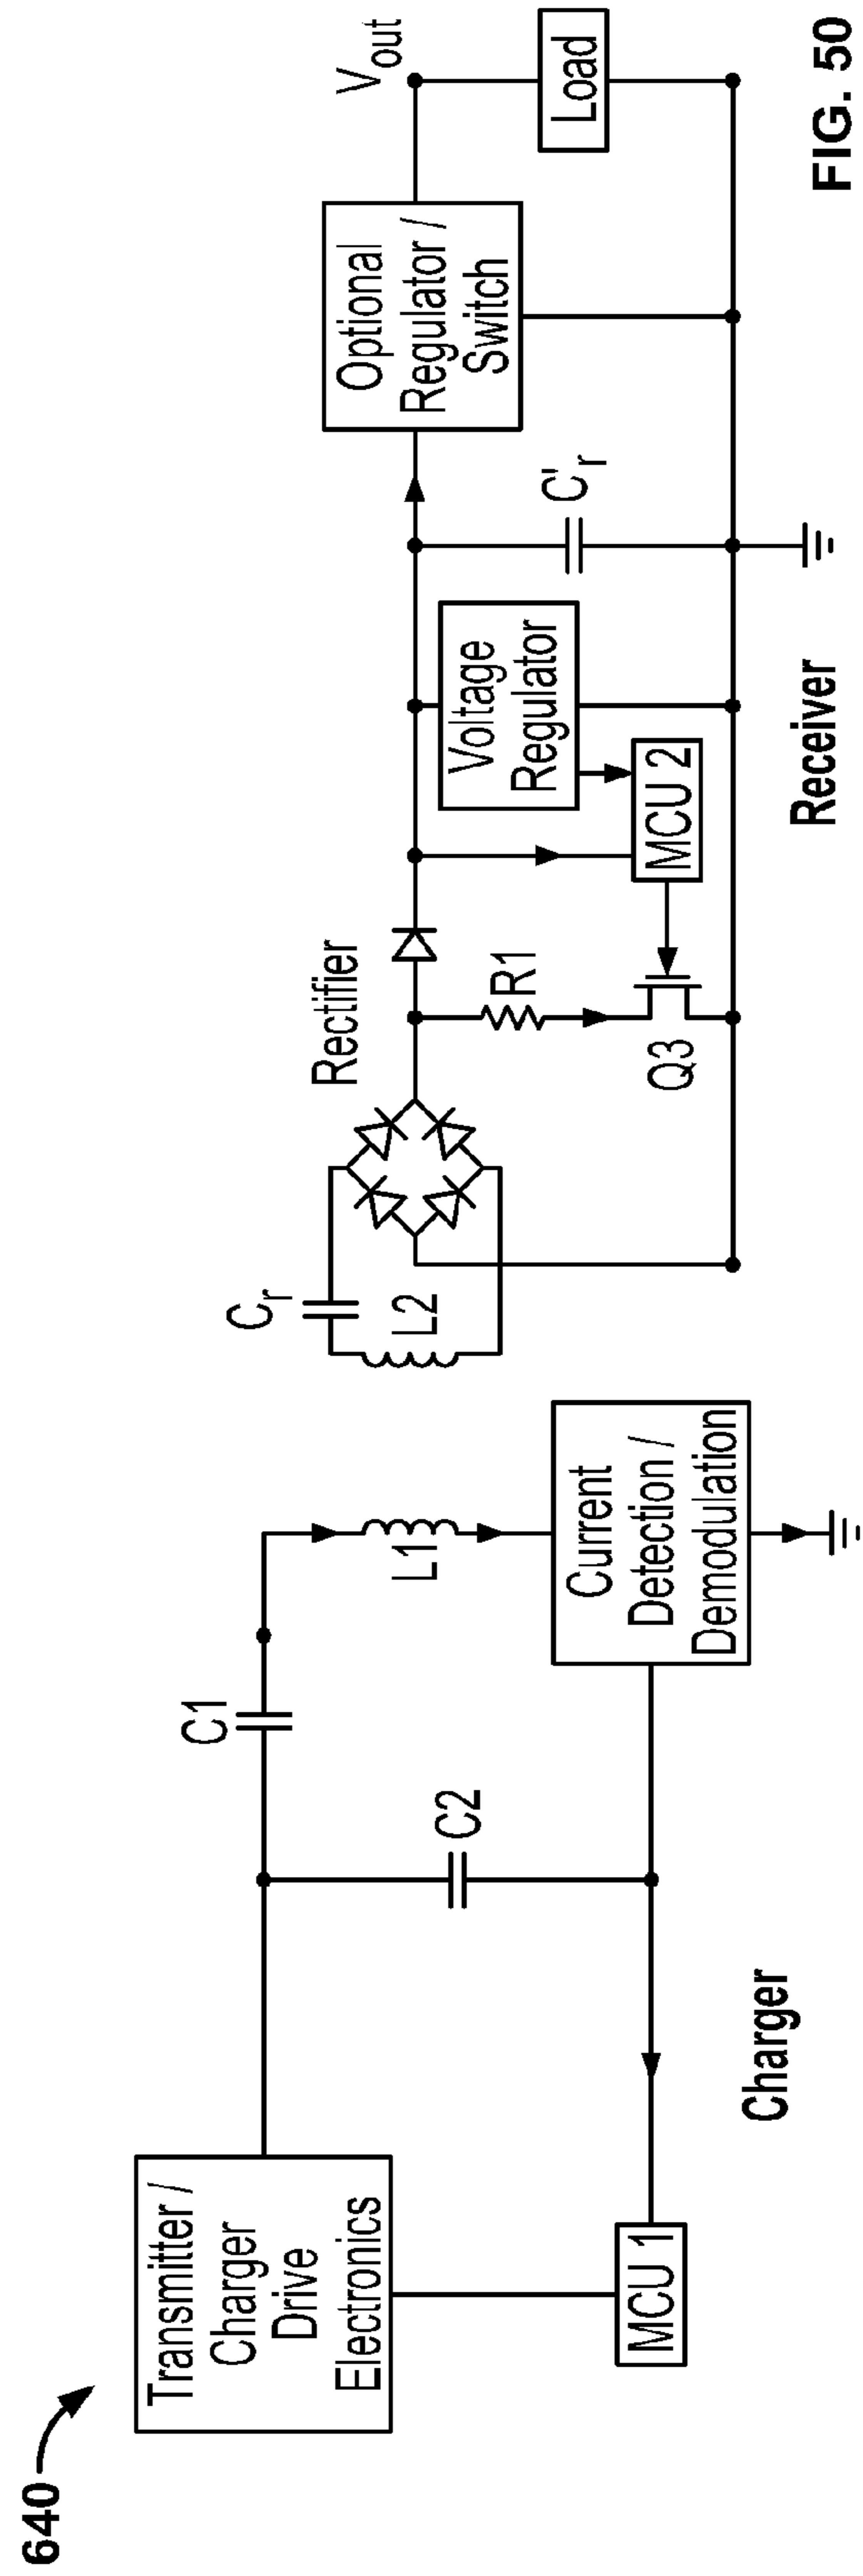 640
Transmitter /
Charger
Drive
Electronics
MCU 1
C1
C2
L1
Current
Detection /
Demodulation
Charger
Cr
L2
Rectifier
R1
Q3
MCU 2
Voltage
Regulator
C'r
Optional
Regulator /
Switch
Vout
Load
Receiver
FIG. 50